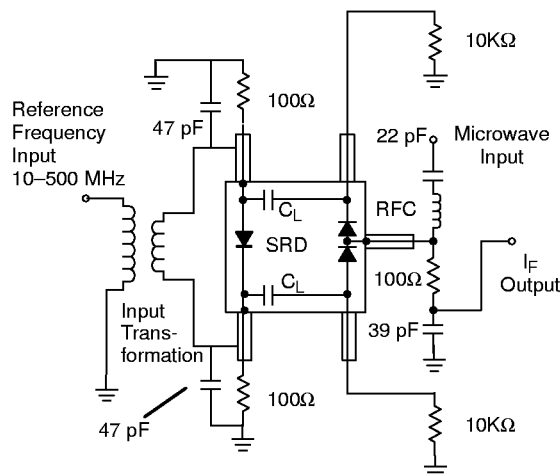 10KΩ
100Ω
47 pF
Reference
Frequency
Input
10–500 MHz
22 pF
Microwave
Input
C_L
RFC
SRD
C_L
100Ω
I_F
Output
Input
Trans-
formation
39 pF
100Ω
47 pF
10KΩ